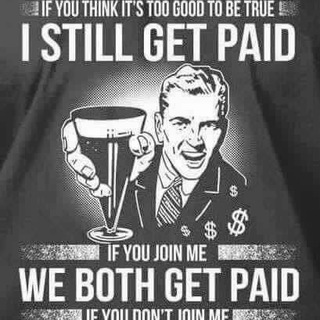 IF YOU THINK IT'S TOO GOOD TO BE TRUE
I STILL GET PAID
$
$ $
IF YOU JOIN ME
WE BOTH GET PAID
IF YOU DON'T JOIN ME